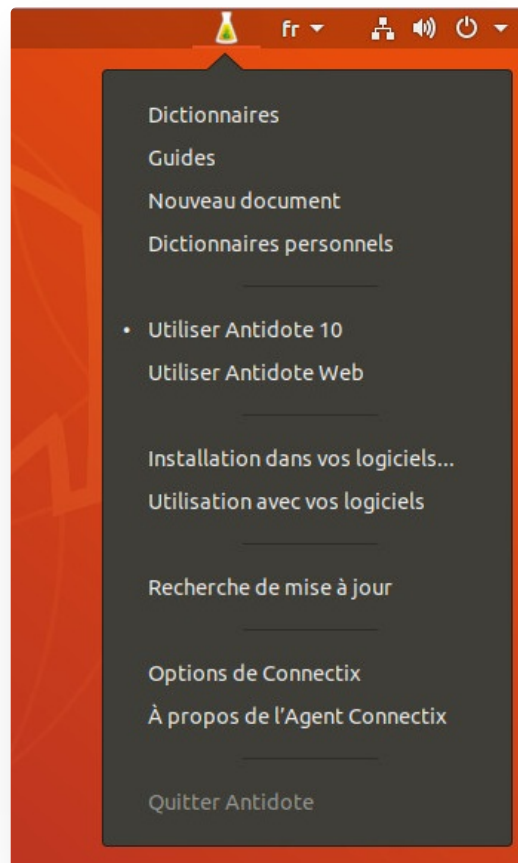 fr
Dictionnaires
Guides
Nouveau document
Dictionnaires personnels
• Utiliser Antidote 10
Utiliser Antidote Web
Installation dans vos logiciels...
Utilisation avec vos logiciels
Recherche de mise à jour
Options de Connectix
À propos de l’Agent Connectix
Quitter Antidote